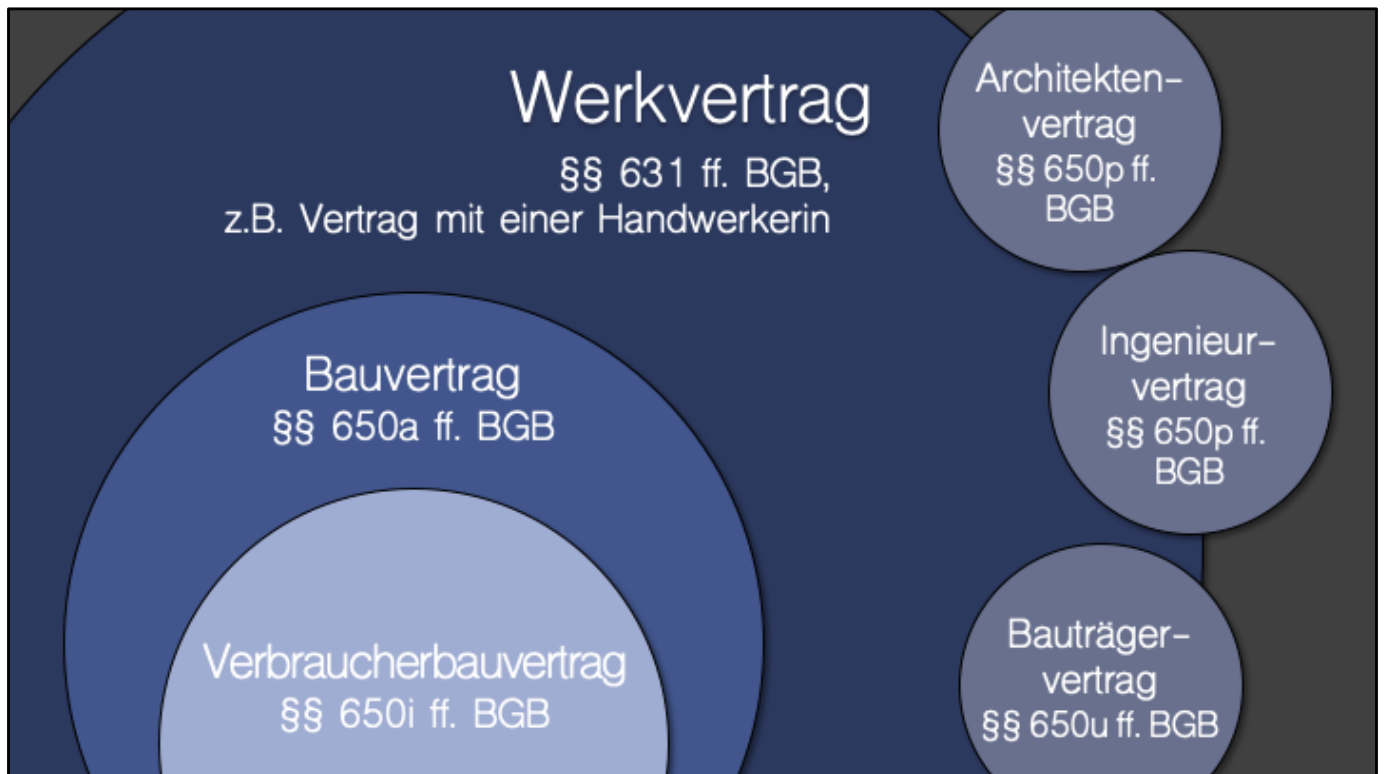 Werkvertrag
§§ 631 ff. BGB,
z.B. Vertrag mit einer Handwerkerin
Architekten-
vertrag
§§ 650p ff.
BGB
Ingenieur-
vertrag
§§ 650p ff.
BGB
Bauvertrag
§§ 650a ff. BGB
Verbraucherbauvertrag
§§ 650i ff. BGB
Bauträger-
vertrag
§§ 650u ff. BGB